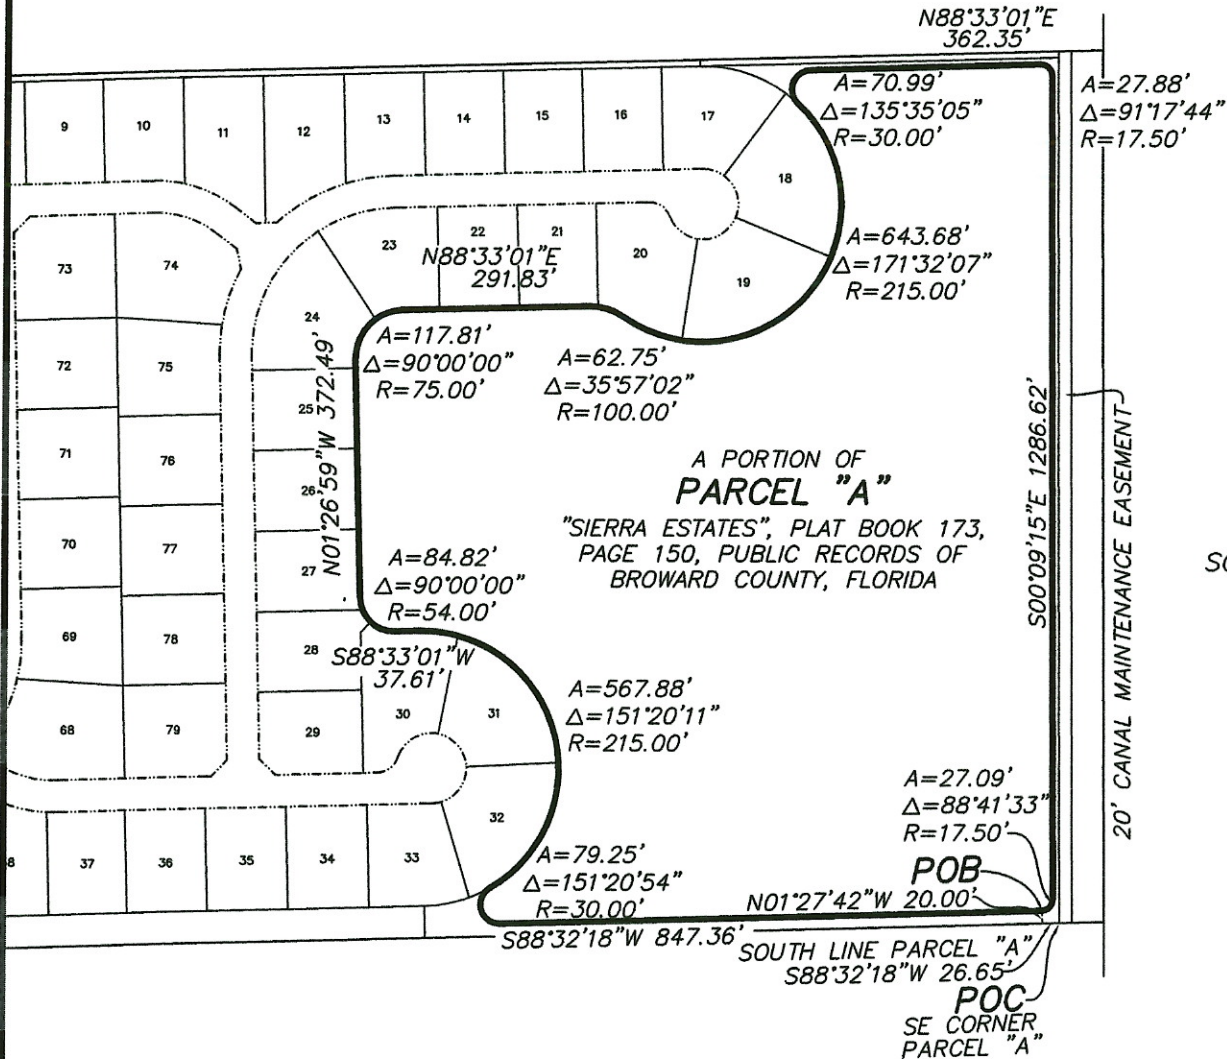 N88°33'01"E
362.35'
A=70.99'
Δ=135°35'05"
R=30.00'
A=27.88'
Δ=91°17'44"
R=17.50'
9
10
11
12
13
14
15
16
17
18
A=643.68'
Δ=171°32'07"
R=215.00'
73
74
23
22
21
20
19
N88°33'01"E
291.83'
24
A=117.81'
Δ=90°00'00"
R=75.00'
A=62.75'
Δ=35°57'02"
R=100.00'
72
75
25
N01°26'59"W 372.49'
71
76
26
A PORTION OF
PARCEL "A"
"SIERRA ESTATES", PLAT BOOK 173,
PAGE 150, PUBLIC RECORDS OF
BROWARD COUNTY, FLORIDA
S00°09'15"E 1286.62'
20' CANAL MAINTENANCE EASEMENT
70
77
27
A=84.82'
Δ=90°00'00"
R=54.00'
69
78
28
S88°33'01"W
37.61'
68
79
29
30
31
A=567.88'
Δ=151°20'11"
R=215.00'
32
A=27.09'
Δ=88°41'33"
R=17.50'
37
36
35
34
33
A=79.25'
Δ=151°20'54"
R=30.00'
POB
N01°27'42"W 20.00'
S88°32'18"W 847.36'
SOUTH LINE PARCEL "A"
S88°32'18"W 26.65'
POC
SE CORNER
PARCEL "A"